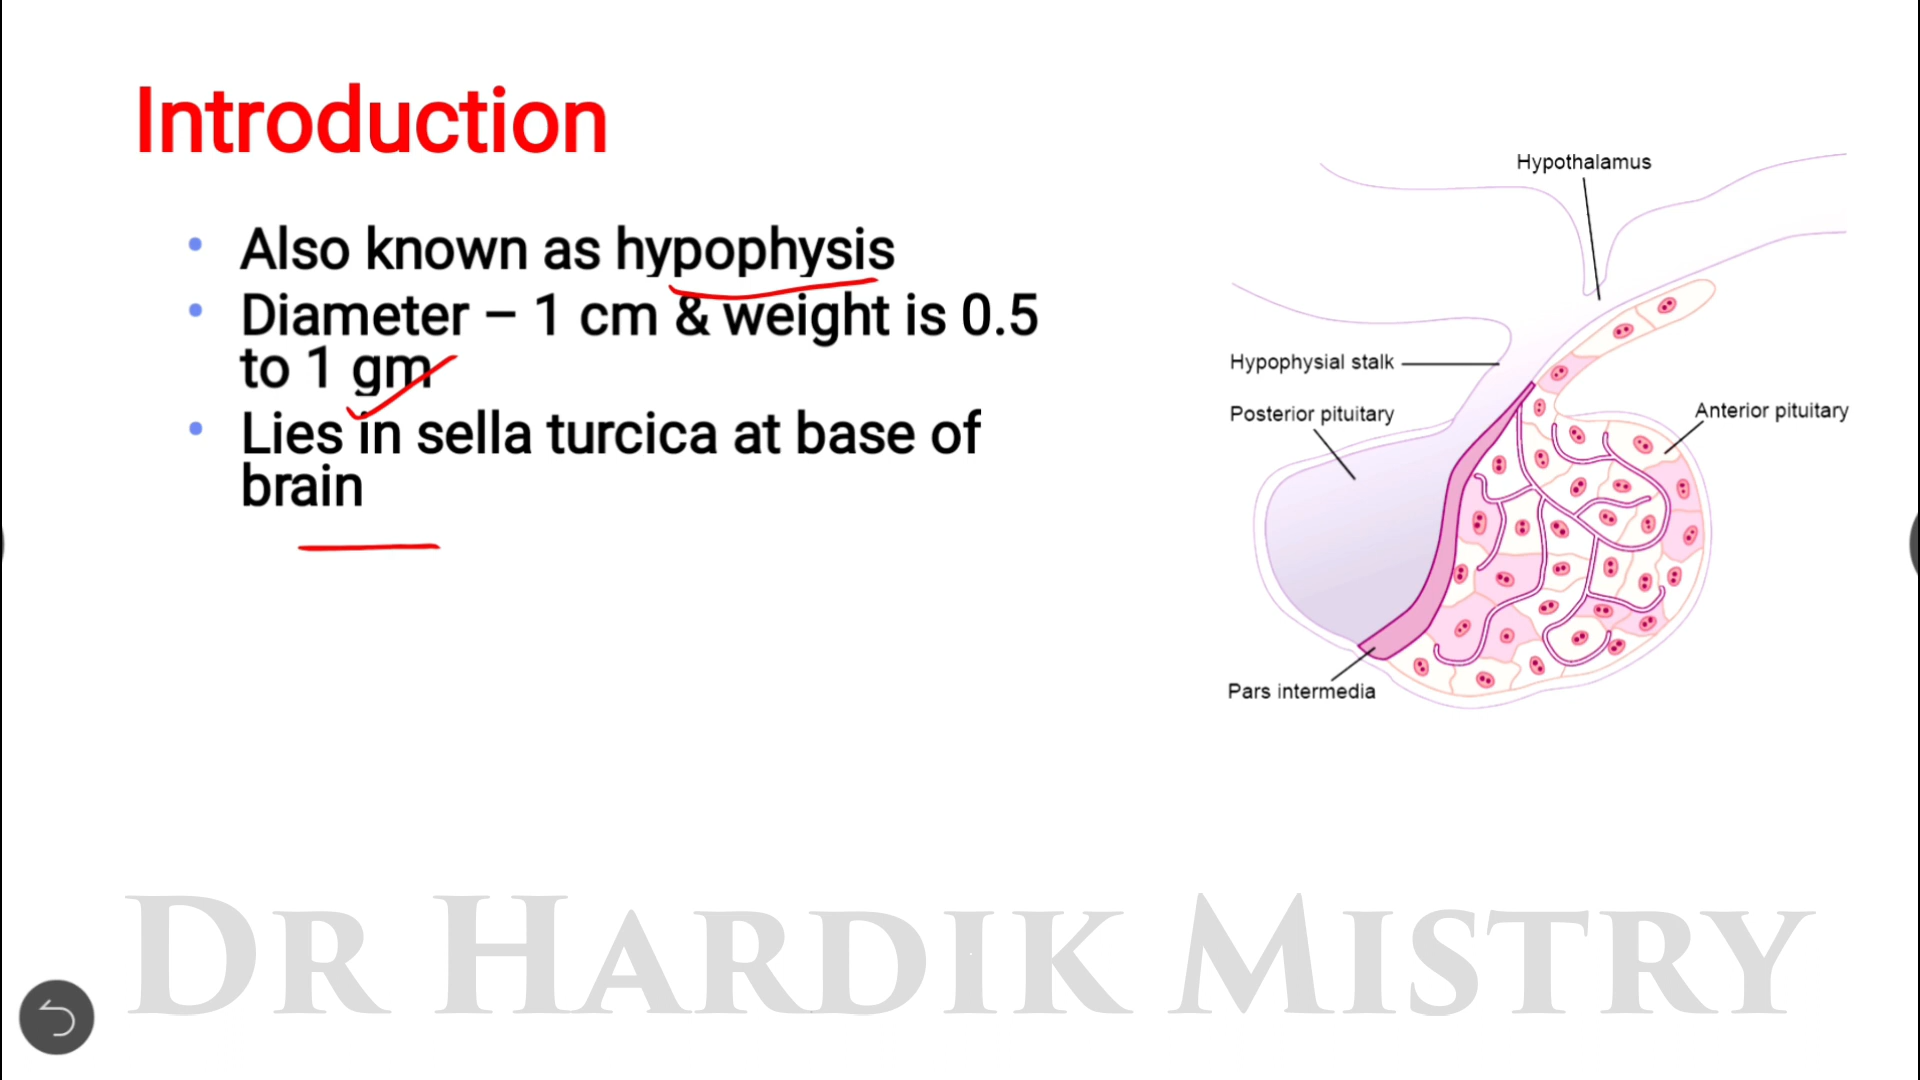 Introduction
• Also known as hypophysis
• Diameter – 1 cm & weight is 0.5
to 1 gm
• Lies in sella turcica at base of
brain
Hypothalamus
Hypophysial stalk
Posterior pituitary
Anterior pituitary
Pars intermedia
DR HARDIK MISTRY